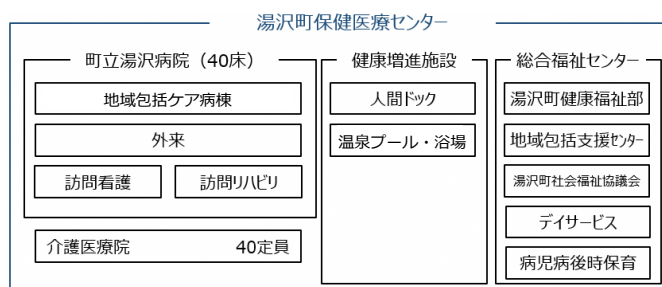 湯沢町保健医療センター
町立湯沢病院（40床）
地域包括ケア病棟
外来
訪問看護
訪問リハビリ
介護医療院 40定員
健康増進施設
人間ドック
温泉プール・浴場
総合福祉センター
湯沢町健康福祉部
地域包括支援センター
湯沢町社会福祉協議会
デイサービス
病児病後時保育